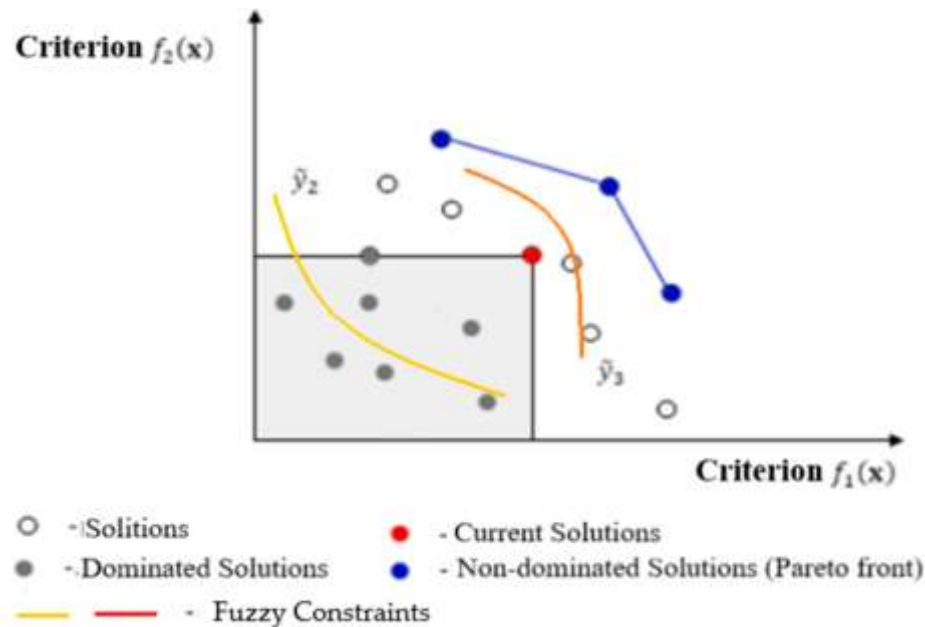 Criterion f₂(x)
ỹ₂
ỹ₃
Criterion f₁(x)
- Solitions
- Current Solutions
- Dominated Solutions
- Non-dominated Solutions (Pareto front)
- Fuzzy Constraints